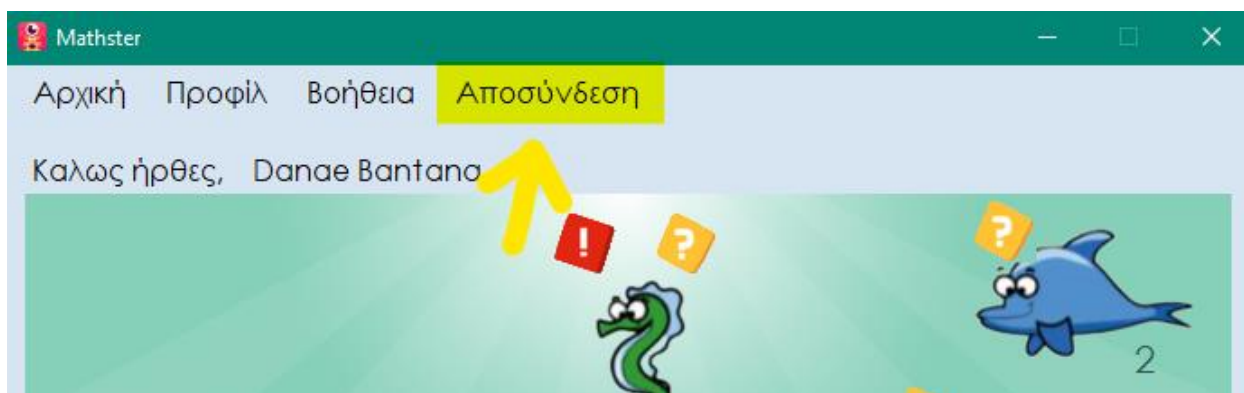 Mathster
Αρχική Προφίλ Βοήθεια Αποσύνδεση
Καλως ήρθες, Danae Bantana
! ? ?
2